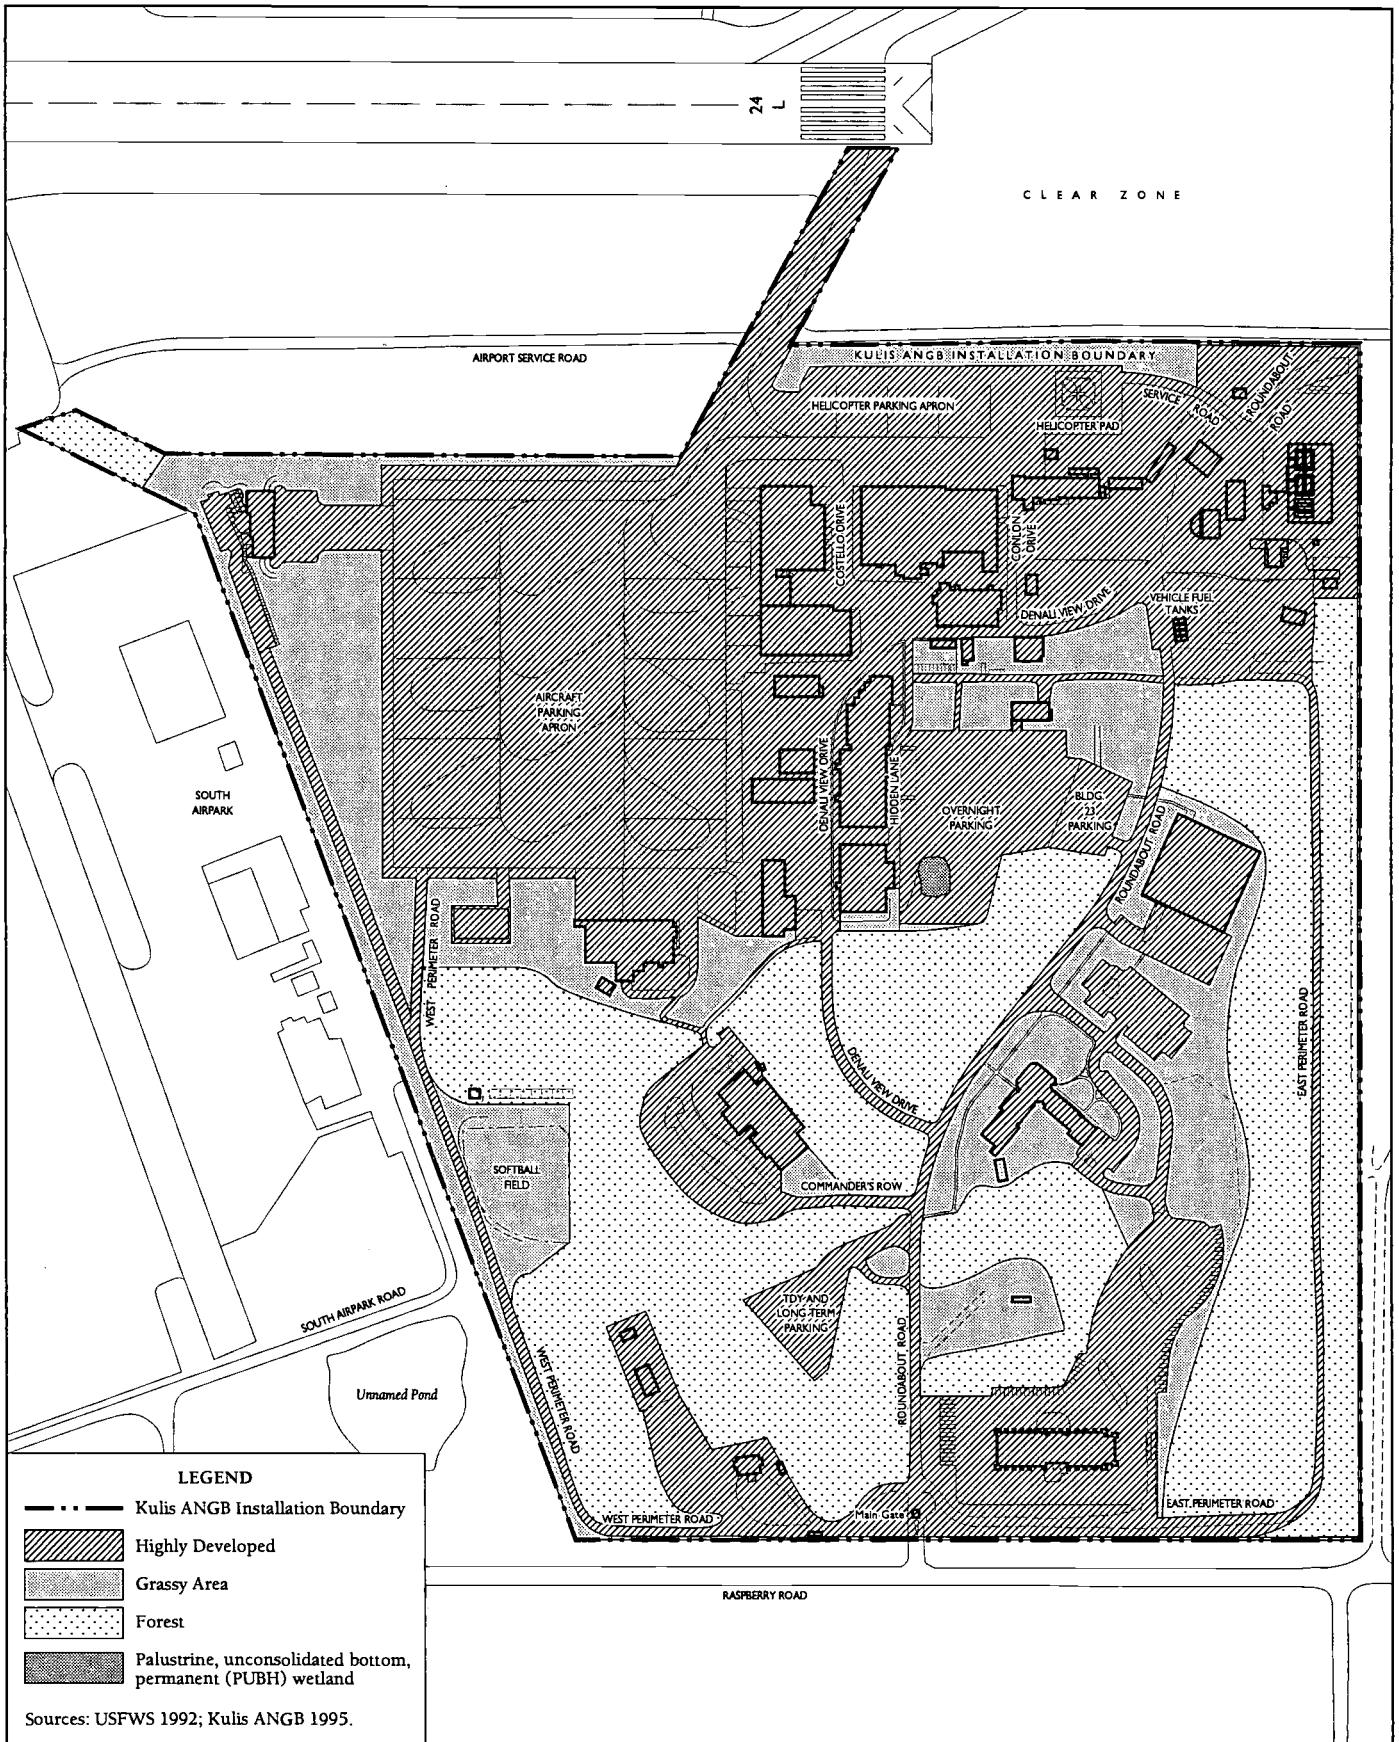 24
L
CLEAR ZONE
AIRPORT SERVICE ROAD
KULIS ANGB INSTALLATION BOUNDARY
HELICOPTER PARKING APRON
HELICOPTER PAD
SERVICE ROAD
ROUNDABOUT
ROAD
COSTELLO DRIVE
CONLON
DRIVE
DENALI VIEW DRIVE
VEHICLE FUEL
TANKS
AIRCRAFT
PARKING
APRON
DENALI VIEW DRIVE
HIDDEN LANE
OVERNIGHT
PARKING
BLDG.
23
PARKING
ROUNDABOUT ROAD
SOUTH
AIRPARK
WEST PERIMETER ROAD
EAST PERIMETER ROAD
DENALI VIEW DRIVE
SOFTBALL
FIELD
COMMANDER'S ROW
SOUTH AIRPARK ROAD
TDY AND
LONG TERM
PARKING
ROUNDABOUT ROAD
WEST PERIMETER ROAD
Unnamed Pond
WEST PERIMETER ROAD
Main Gate
EAST PERIMETER ROAD
RASPBERRY ROAD
LEGEND
Kulis ANGB Installation Boundary
Highly Developed
Grassy Area
Forest
Palustrine, unconsolidated bottom,
permanent (PUBH) wetland
Sources: USFWS 1992; Kulis ANGB 1995.